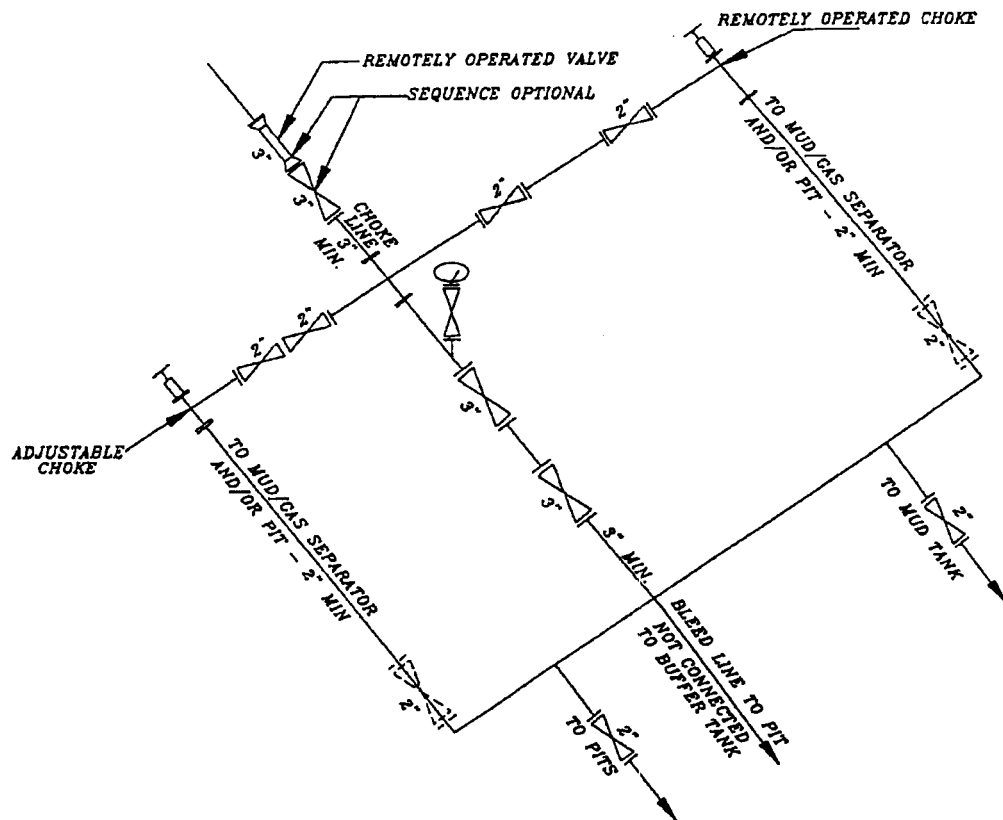 REMOTELY OPERATED CHOKE
REMOTELY OPERATED VALVE
SEQUENCE OPTIONAL
3"
3"
CHOKE
LINE
3"
MIN.
2"
2"
TO MUD/GAS SEPARATOR
AND/OR PIT - 2" MIN
2"
2"
2"
3"
3"
3" MIN.
2"
ADJUSTABLE
CHOKE
TO MUD/GAS SEPARATOR
AND/OR PIT - 2" MIN
2"
2"
TO MUD TANK
BLEED LINE TO PIT
NOT CONNECTED
TO BUFFER TANK
2"
TO PITS